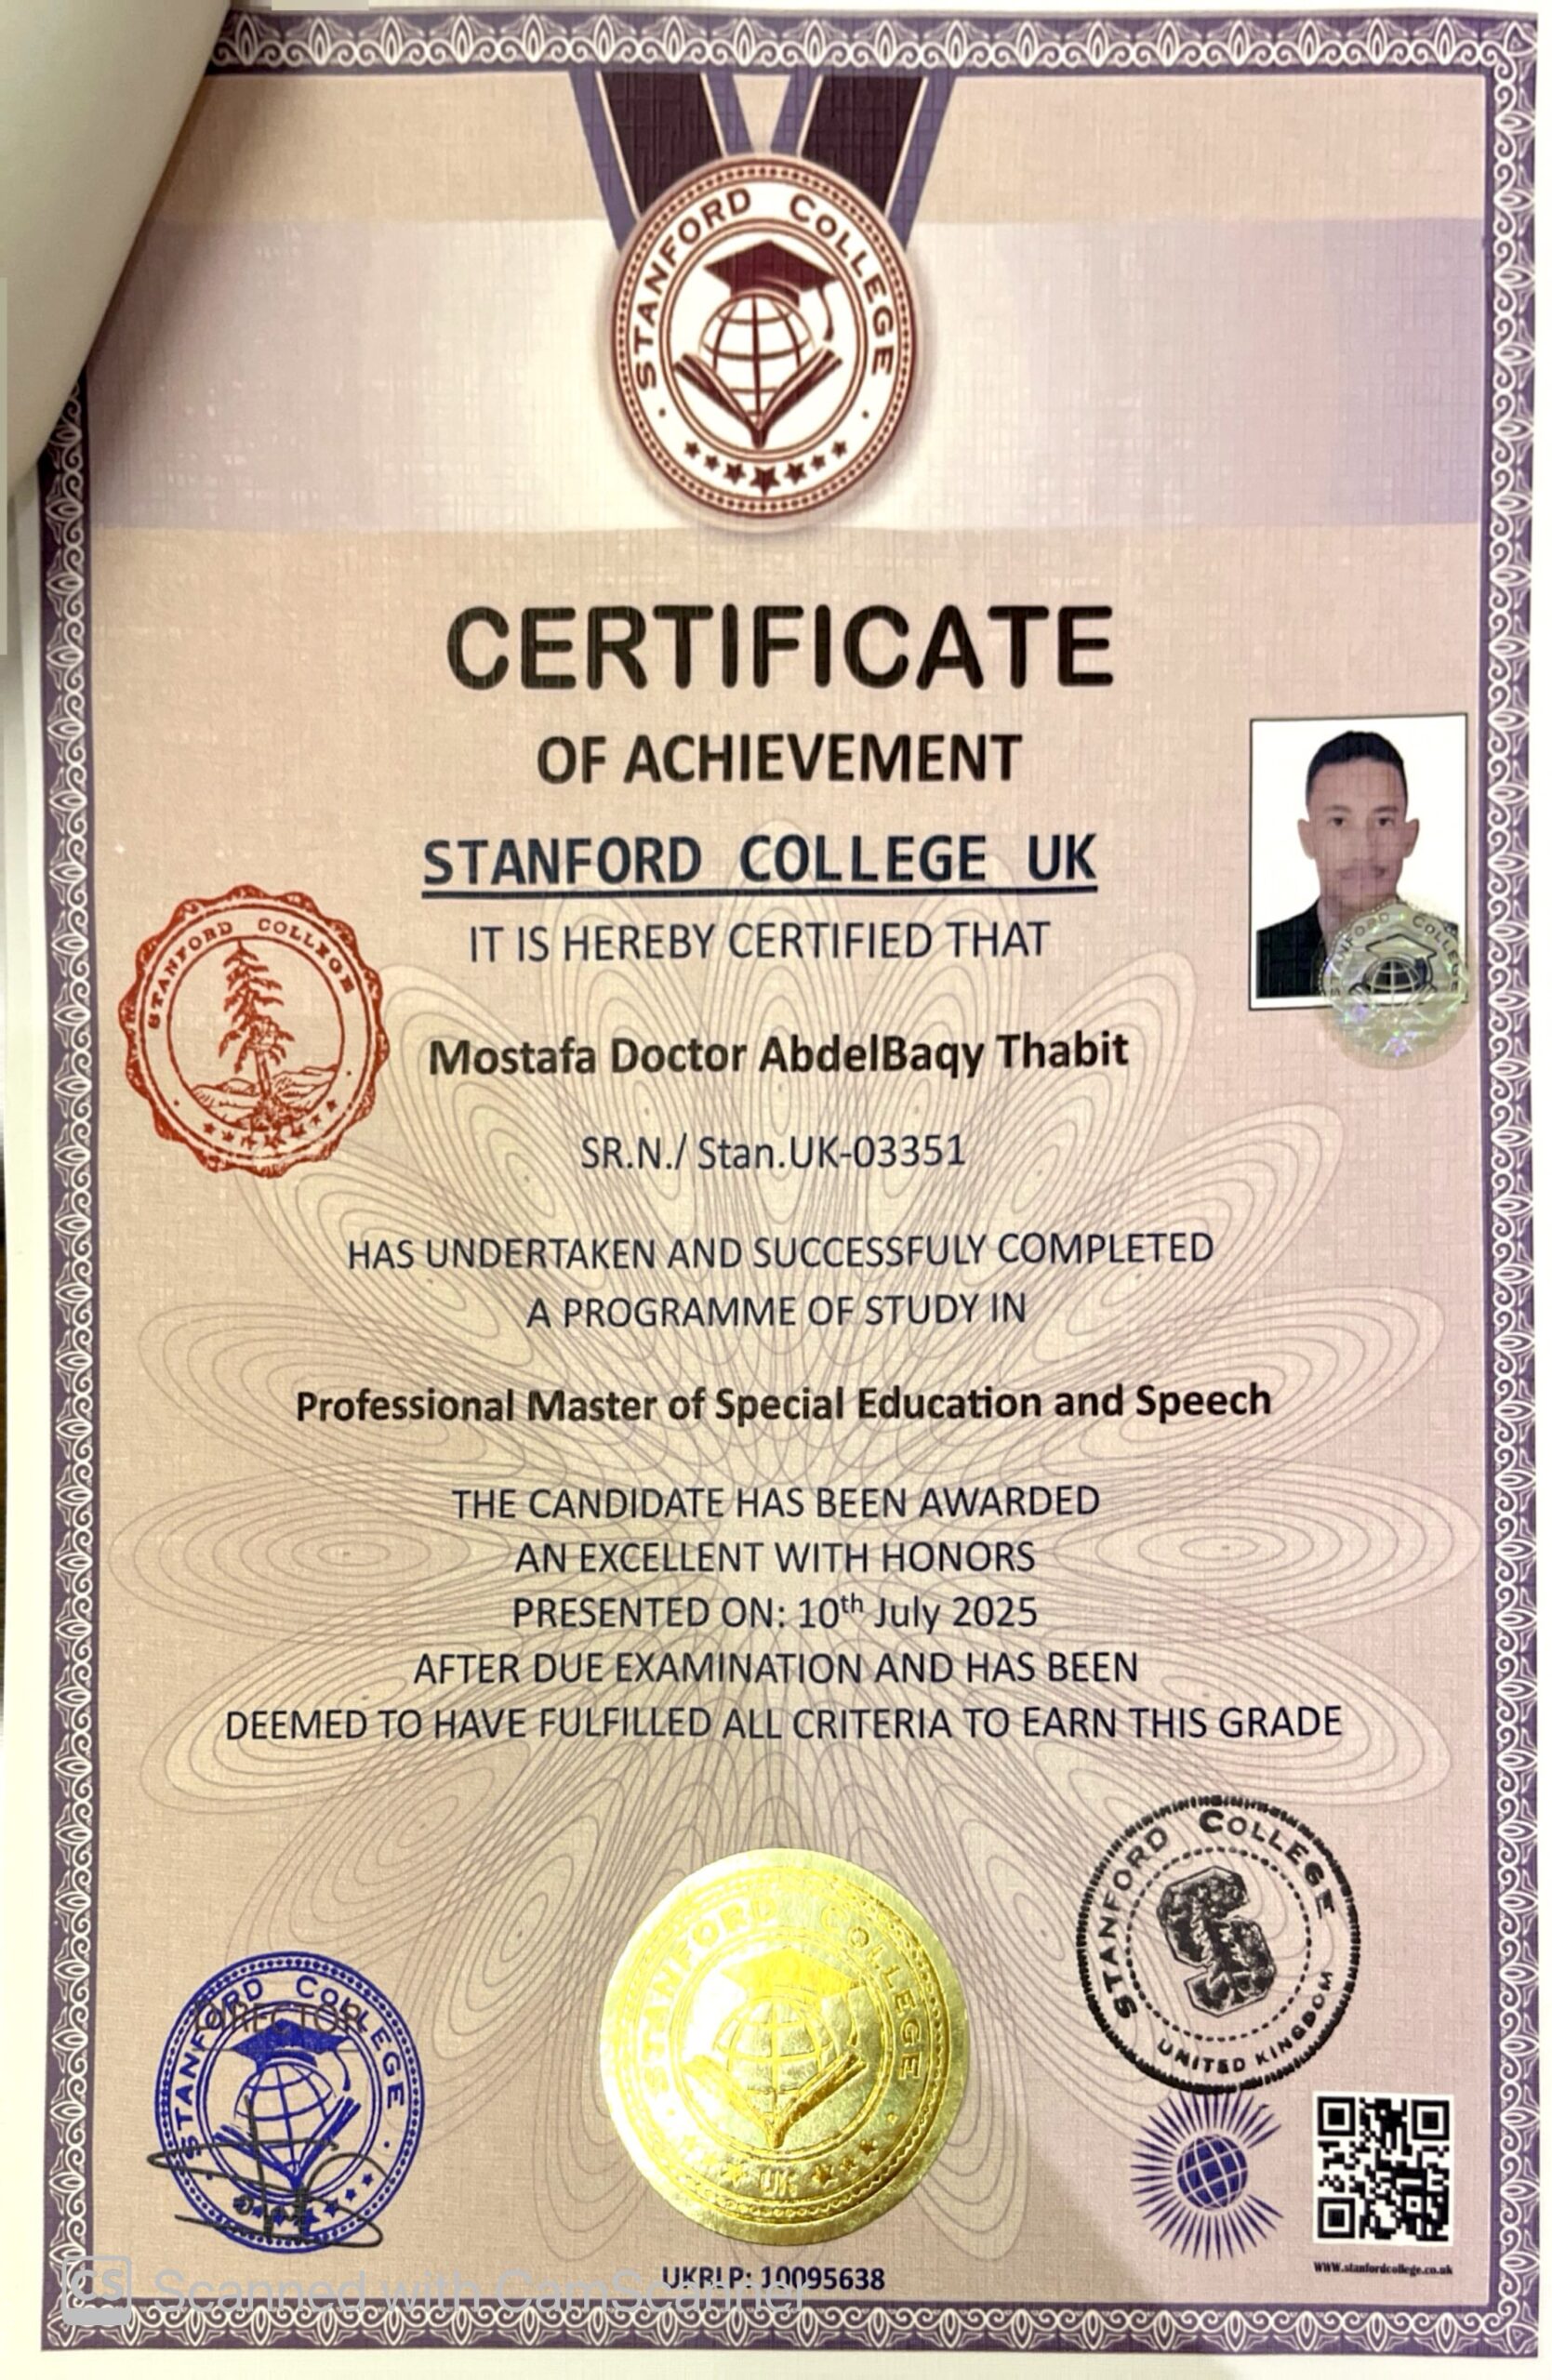 STANFORD COLLEGE
CERTIFICATE
OF ACHIEVEMENT
STANFORD COLLEGE UK
IT IS HEREBY CERTIFIED THAT
STANFORD COLLEGE
STANFORD COLLEGE
Mostafa Doctor AbdelBaqy Thabit
SR.N./ Stan.UK-03351
HAS UNDERTAKEN AND SUCCESSFULY COMPLETED
A PROGRAMME OF STUDY IN
Professional Master of Special Education and Speech
THE CANDIDATE HAS BEEN AWARDED
AN EXCELLENT WITH HONORS
PRESENTED ON: 10th July 2025
AFTER DUE EXAMINATION AND HAS BEEN
DEEMED TO HAVE FULFILLED ALL CRITERIA TO EARN THIS GRADE
STANFORD COLLEGE
DIRECTOR
STANFORD COLLEGE
UK
STANFORD COLLEGE
S
UNITED KINGDOM
www.stanfordcollege.co.uk
UKRLP: 10095638
CS Scanned with CamScanner